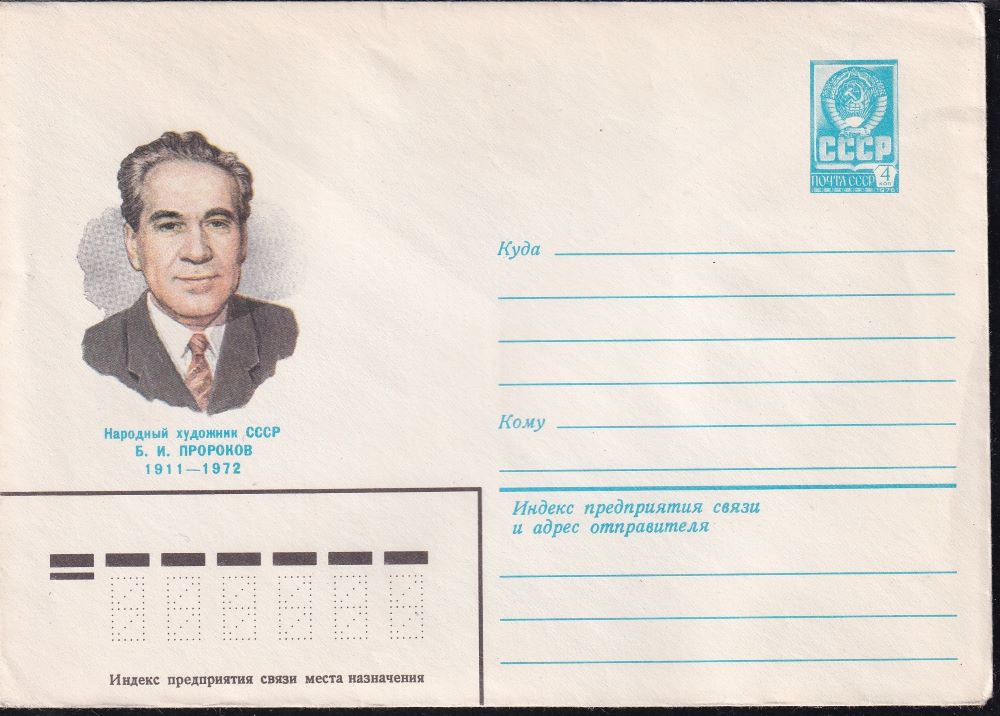 СССР
ПОЧТА СССР 4
КОП
1976
Куда
Народный художник СССР
Б. И. ПРОРОКОВ
1911—1972
Кому
Индекс предприятия связи
и адрес отправителя
Индекс предприятия связи места назначения